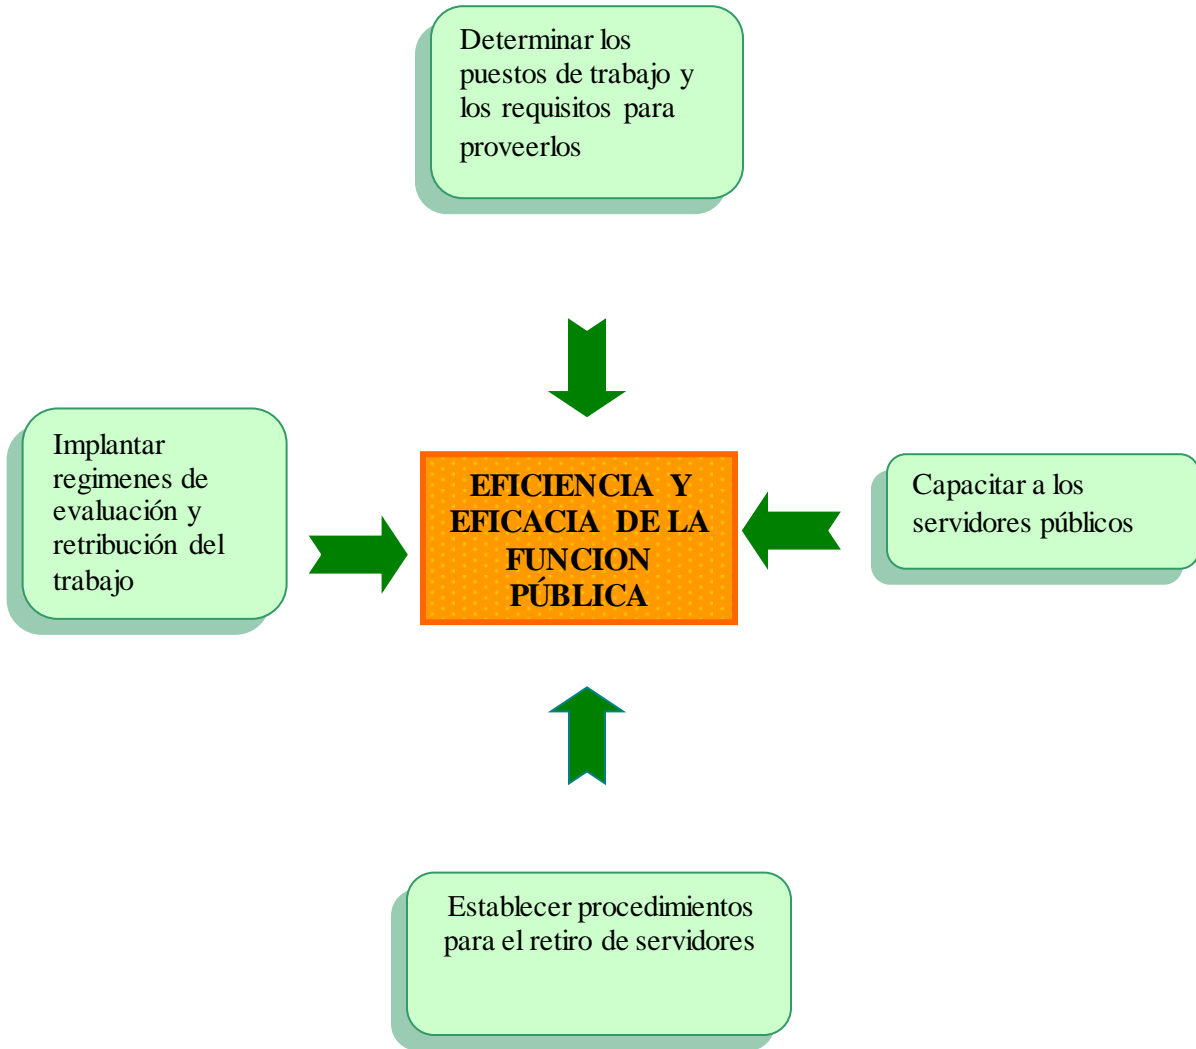 Determinar los
puestos de trabajo y
los requisitos para
proveerlos
Implantar
regimenes de
evaluación y
retribución del
trabajo
EFICIENCIA Y
EFICACIA DE LA
FUNCION
PÚBLICA
Capacitar a los
servidores públicos
Establecer procedimientos
para el retiro de servidores